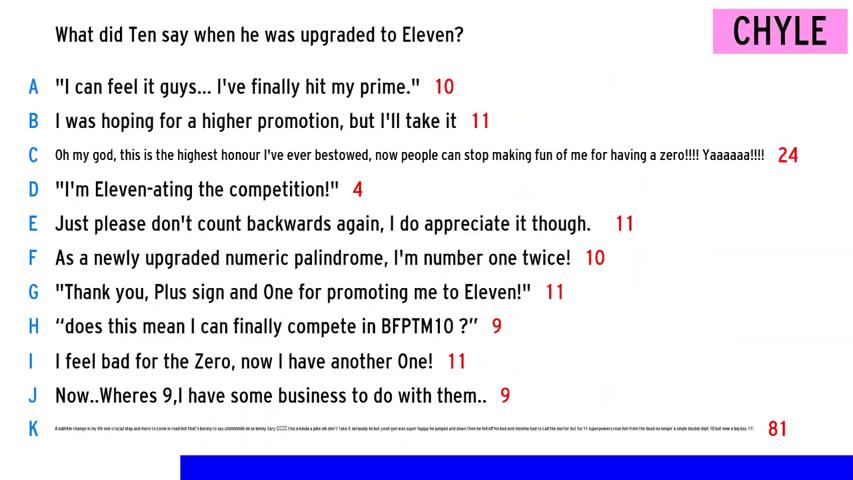 What did Ten say when he was upgraded to Eleven?
CHYLE
A "I can feel it guys... I've finally hit my prime." 10
B I was hoping for a higher promotion, but I'll take it 11
C Oh my god, this is the highest honour I've ever bestowed, now people can stop making fun of me for having a zero!!!! Yaaaaaa!!!! 24
D "I'm Eleven-ating the competition!" 4
E Just please don't count backwards again, I do appreciate it though. 11
F As a newly upgraded numeric palindrome, I'm number one twice! 10
G "Thank you, Plus sign and One for promoting me to Eleven!" 11
H “does this mean I can finally compete in BFPTM10 ?” 9
I I feel bad for the Zero, now I have another One! 11
J Now..Wheres 9,I have some business to do with them.. 9
K 81